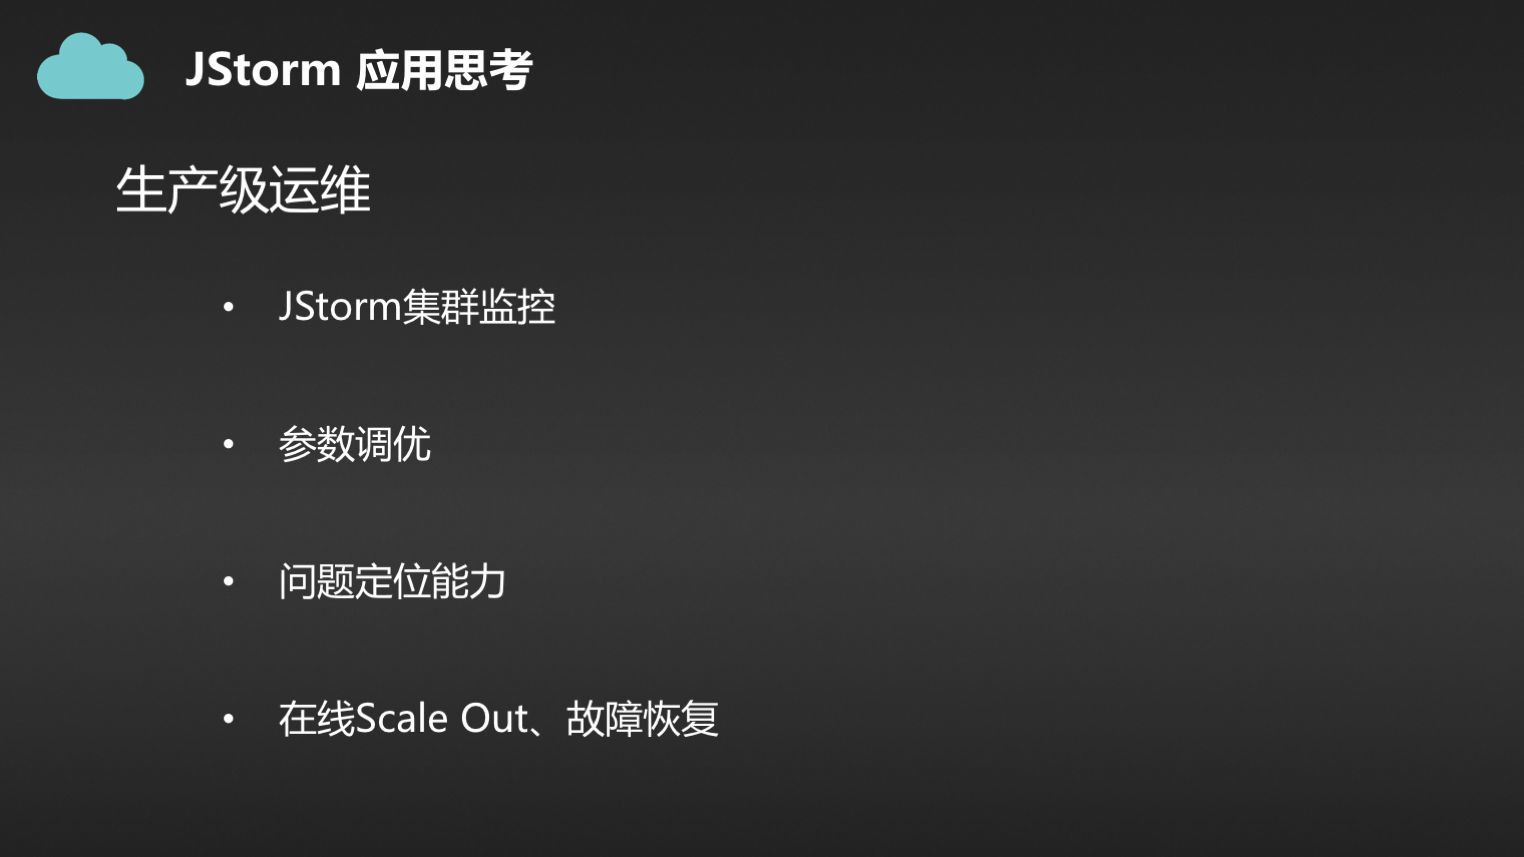 JStorm 应用思考
生产级运维
• JStorm集群监控
• 参数调优
• 问题定位能力
• 在线Scale Out、故障恢复